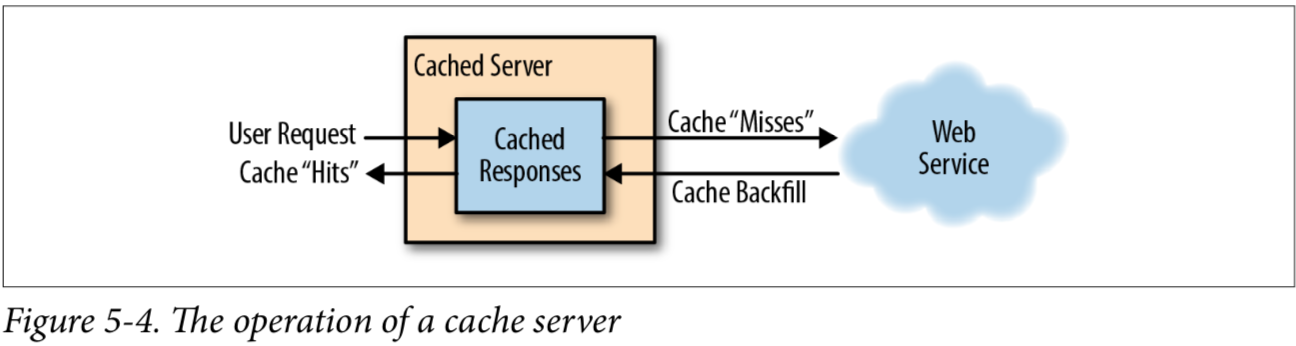 Cached Server
User Request
Cache “Hits”
Cached
Responses
Cache “Misses”
Cache Backfill
Web
Service
Figure 5-4. The operation of a cache server